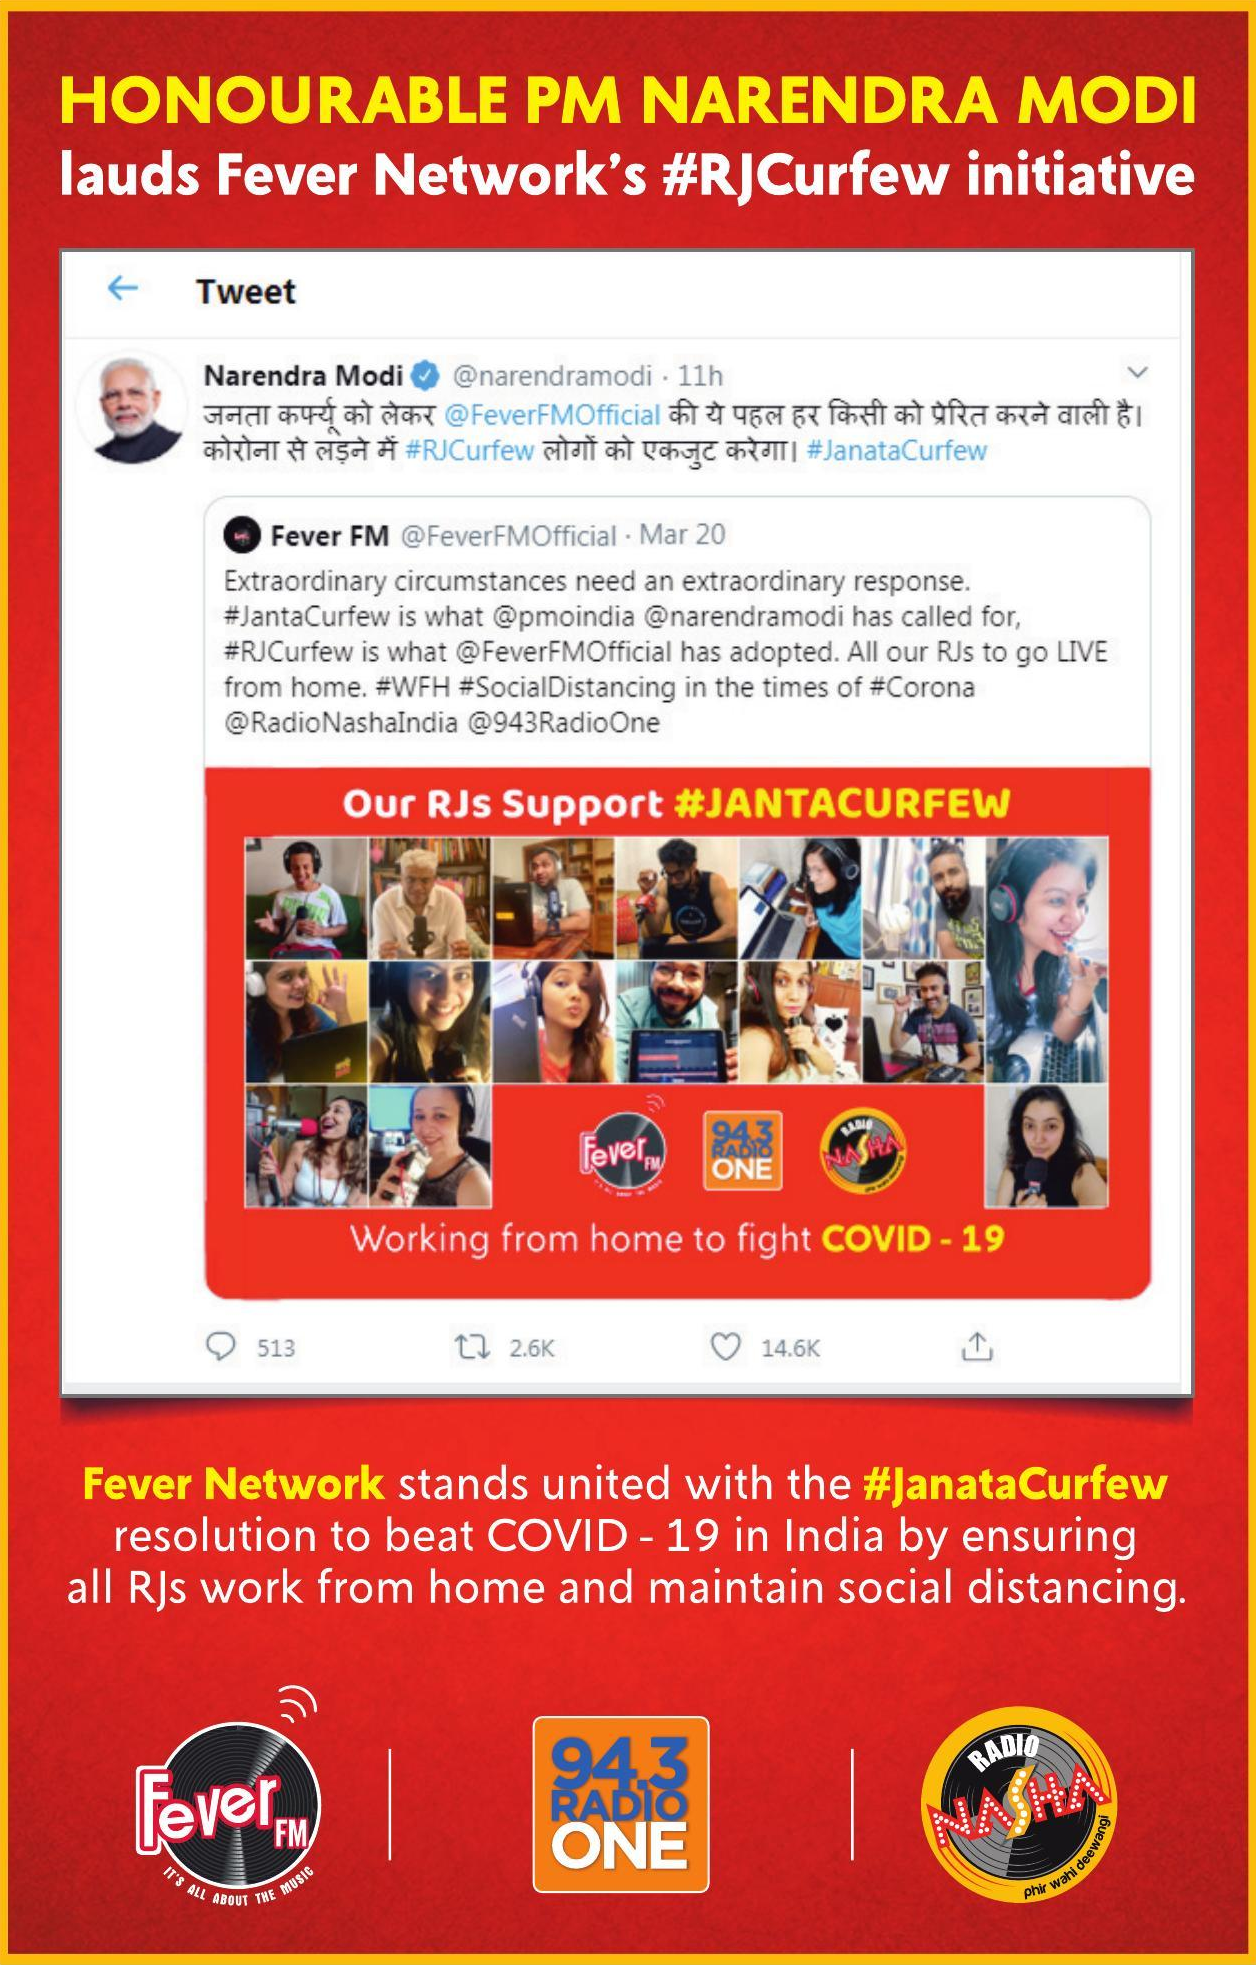 HONOURABLE PM NARENDRA MODI
lauds Fever Network's #RJCurfew initiative
Tweet
Narendra Modi @narendramodi · 11h
जनता कर्फ्यू को लेकर @FeverFMOfficial की ये पहल हर किसी को प्रेरित करने वाली है।
कोरोना से लड़ने में #RJCurfew लोगों को एकजुट करेगा। #JanataCurfew
Fever FM @FeverFMOfficial · Mar 20
Extraordinary circumstances need an extraordinary response.
#JantaCurfew is what @pmoindia @narendramodi has called for,
#RJCurfew is what @FeverFMOfficial has adopted. All our RJs to go LIVE
from home. #WFH #SocialDistancing in the times of #Corona
@RadioNashaIndia @943RadioOne
Our RJs Support #JANTACURFEW
Fever FM
94.3
RADIO
ONE
RADIO
NASHA
Working from home to fight COVID - 19
513 2.6K 14.6K
Fever Network stands united with the #JanataCurfew
resolution to beat COVID - 19 in India by ensuring
all RJs work from home and maintain social distancing.
Fever FM
IT'S ALL ABOUT THE MUSIC
94.3
RADIO
ONE
RADIO
NASHA
phir wahi deewangi